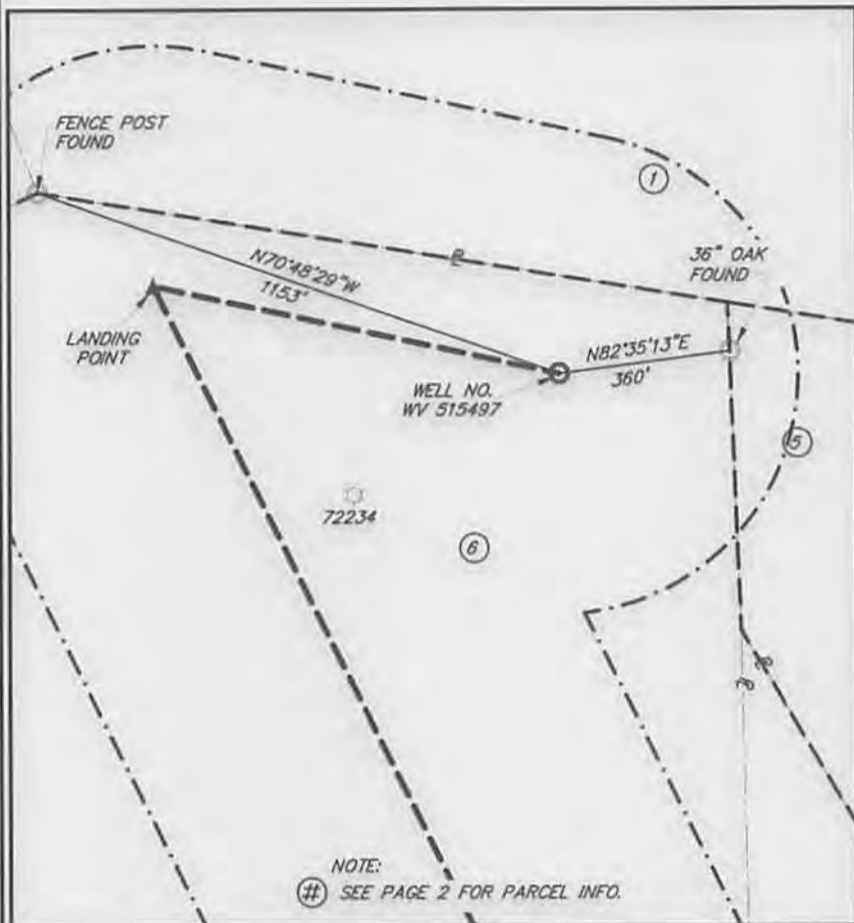 FENCE POST
FOUND
1
36" OAK
FOUND
N70°48'29"W
1153'
LANDING
POINT
N82°35'13"E
360'
WELL NO.
WV 515497
5
72234
6
NOTE:
# SEE PAGE 2 FOR PARCEL INFO.